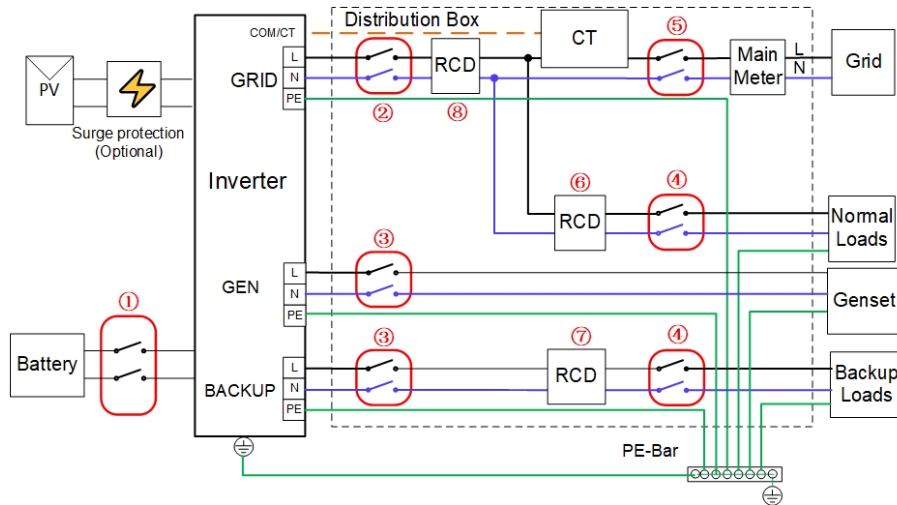 Distribution Box
COM/CT
CT
⑤
L
GRID
N
PE
②
RCD
⑧
Main
Meter
L
N
Grid
PV
Surge protection
(Optional)
Inverter
⑥
RCD
④
Normal
Loads
③
GEN
L
N
PE
Genset
①
Battery
③
BACKUP
L
N
PE
⑦
RCD
④
Backup
Loads
PE-Bar